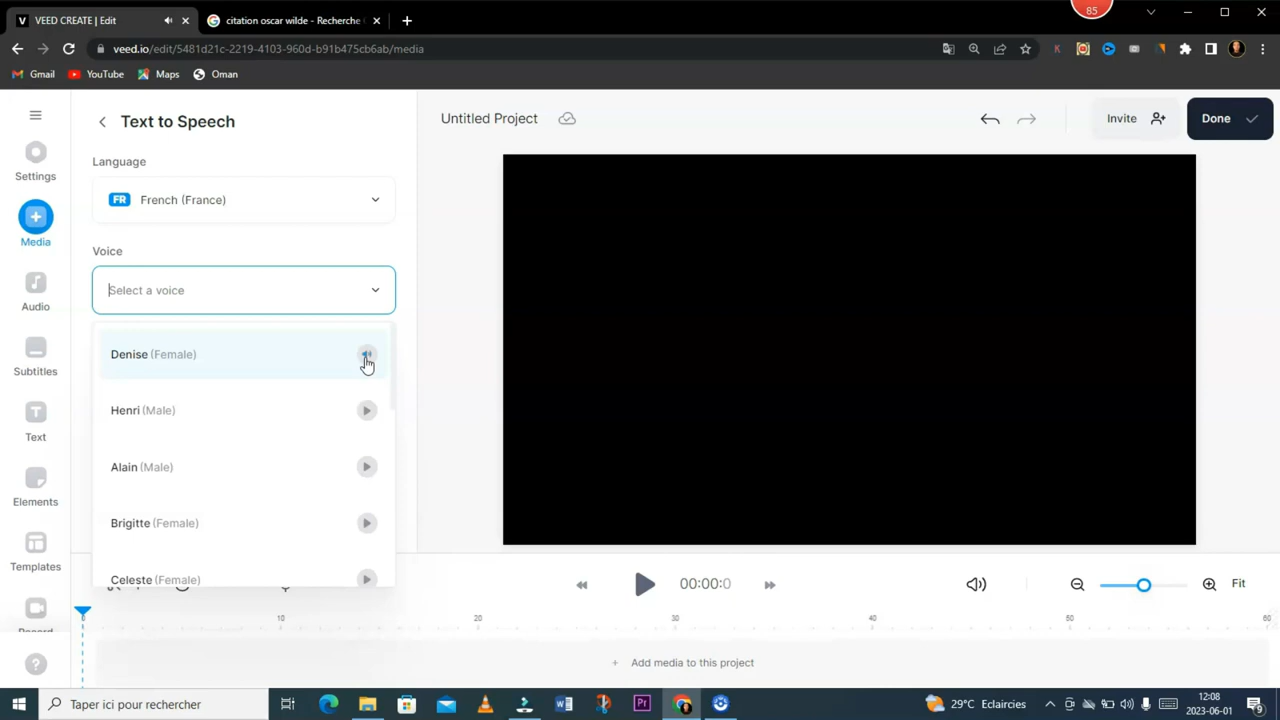 85
VEED CREATE | Edit
citation oscar wilde - Recherche
veed.io/edit/5481d21c-2219-4103-960d-b91b475cb6ab/media
Gmail
YouTube
Maps
Oman
Text to Speech
Untitled Project
Invite
Done
Settings
Media
Audio
Subtitles
Text
Elements
Templates
Record
Language
FR French (France)
Voice
Select a voice
Denise (Female)
Henri (Male)
Alain (Male)
Brigitte (Female)
Celeste (Female)
00:00:0
Fit
0 10 20 30 40 50 60
+ Add media to this project
Taper ici pour rechercher
29°C Eclaircies
12:08
2023-06-01
9